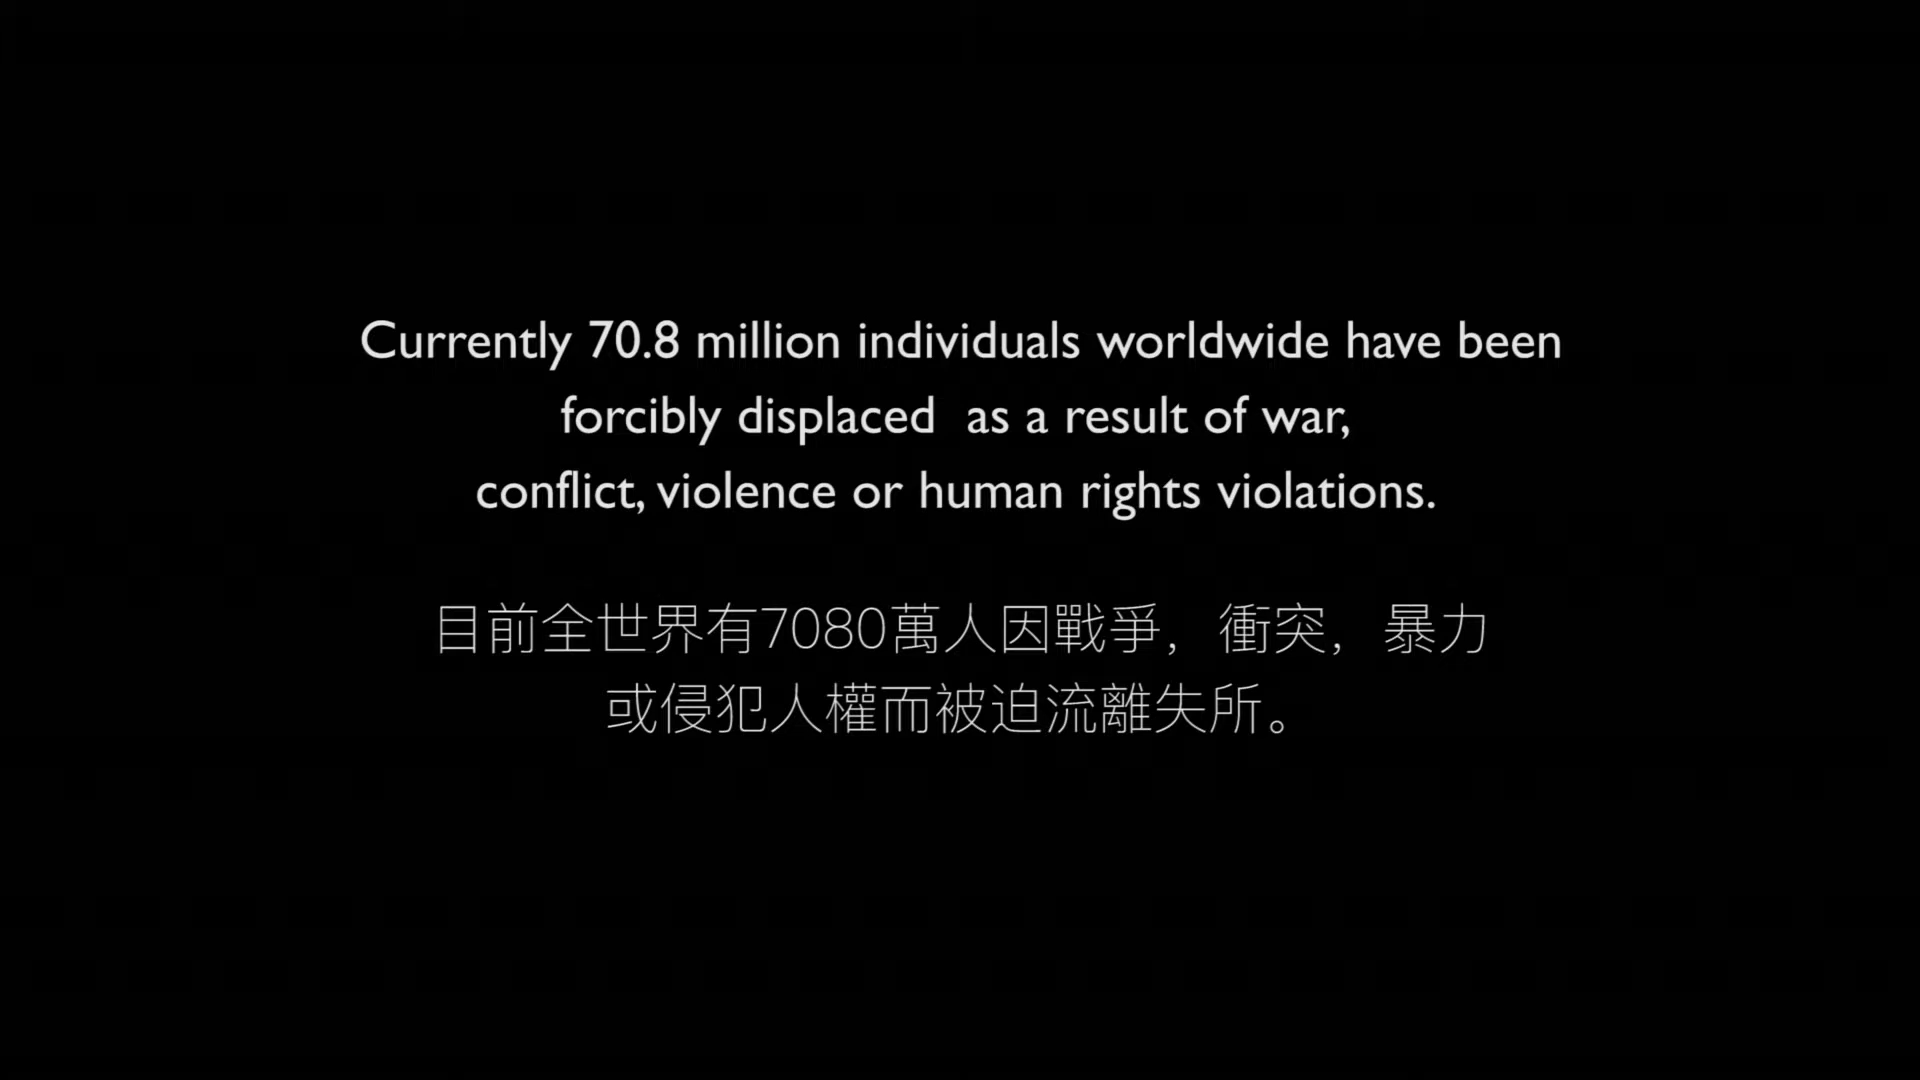 Currently 70.8 million individuals worldwide have been
forcibly displaced  as a result of war,
conflict, violence or human rights violations.
目前全世界有7080萬人因戰爭，衝突，暴力
或侵犯人權而被迫流離失所。